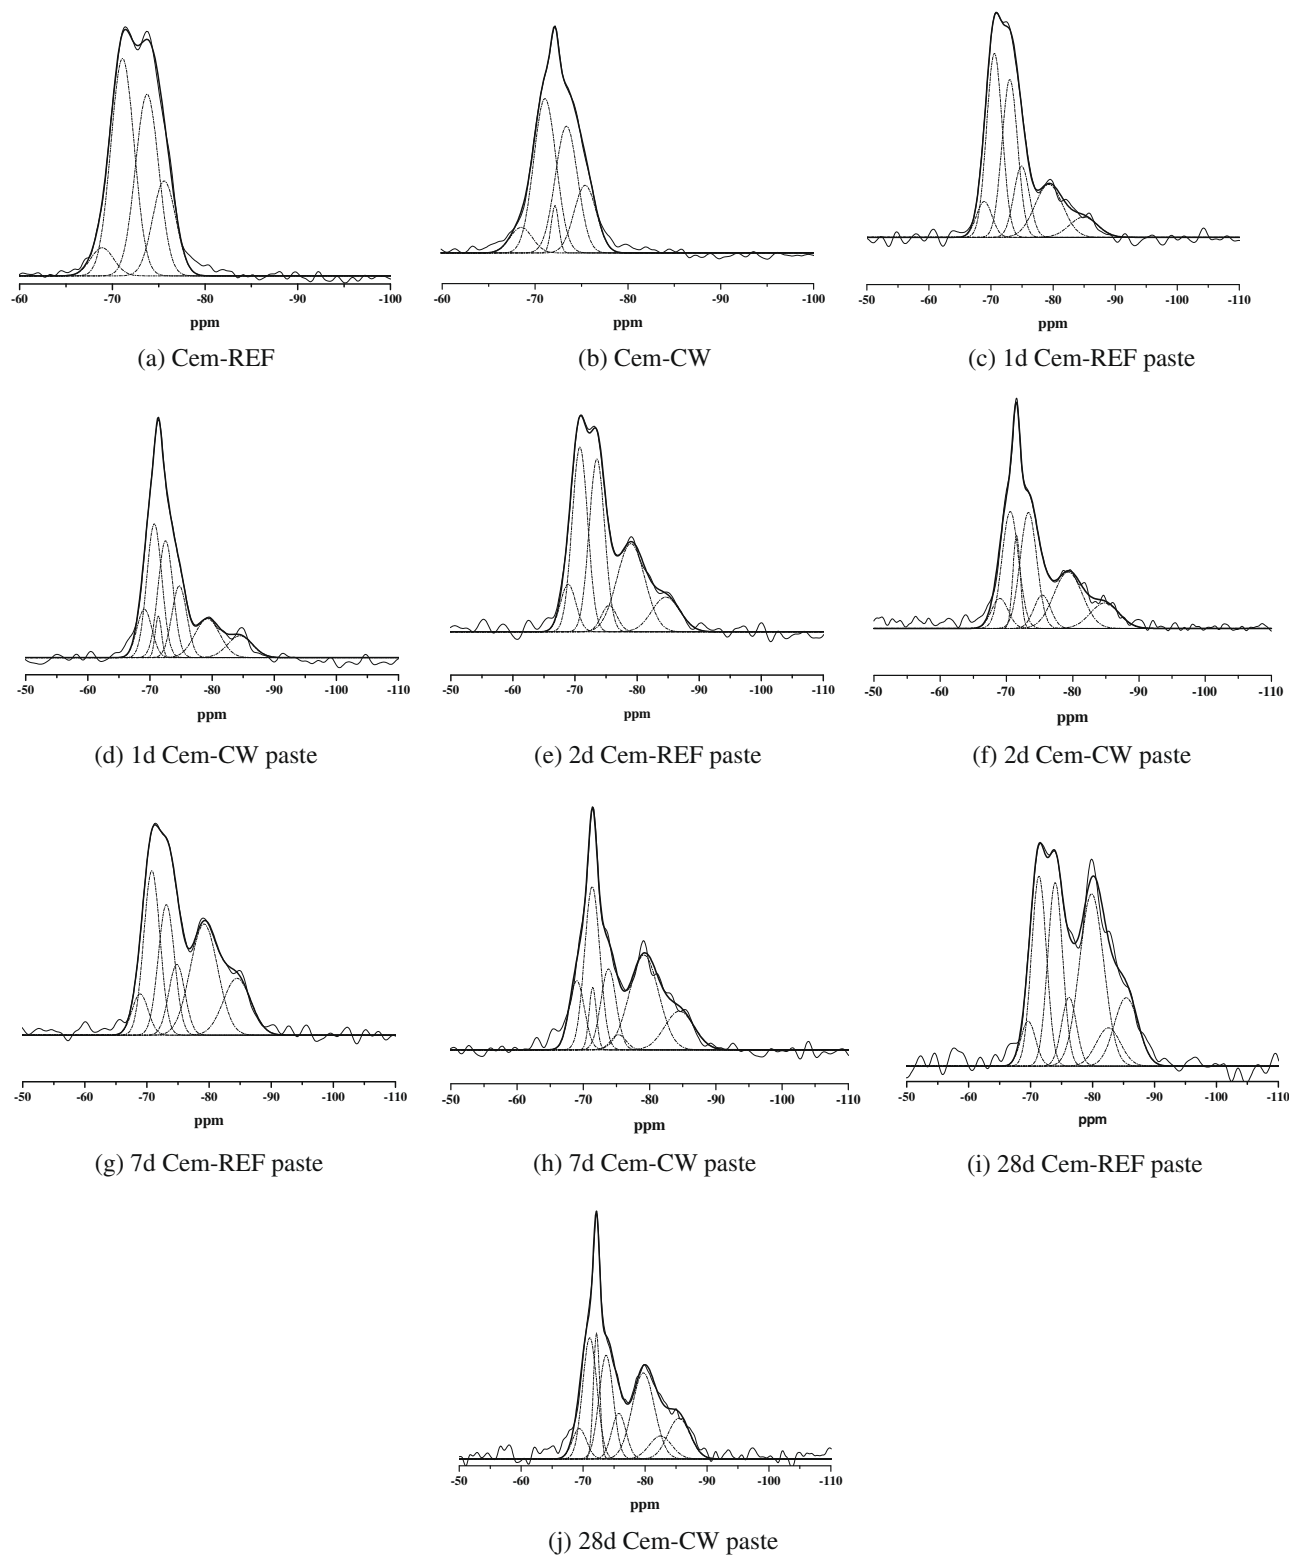 -60 -70 -80 -90 -100
ppm
(a) Cem-REF
-60 -70 -80 -90 -100
ppm
(b) Cem-CW
-50 -60 -70 -80 -90 -100 -110
ppm
(c) 1d Cem-REF paste
-50 -60 -70 -80 -90 -100 -110
ppm
(d) 1d Cem-CW paste
-50 -60 -70 -80 -90 -100 -110
ppm
(e) 2d Cem-REF paste
-50 -60 -70 -80 -90 -100 -110
ppm
(f) 2d Cem-CW paste
-50 -60 -70 -80 -90 -100 -110
ppm
(g) 7d Cem-REF paste
-50 -60 -70 -80 -90 -100 -110
ppm
(h) 7d Cem-CW paste
-50 -60 -70 -80 -90 -100 -110
ppm
(i) 28d Cem-REF paste
-50 -60 -70 -80 -90 -100 -110
ppm
(j) 28d Cem-CW paste